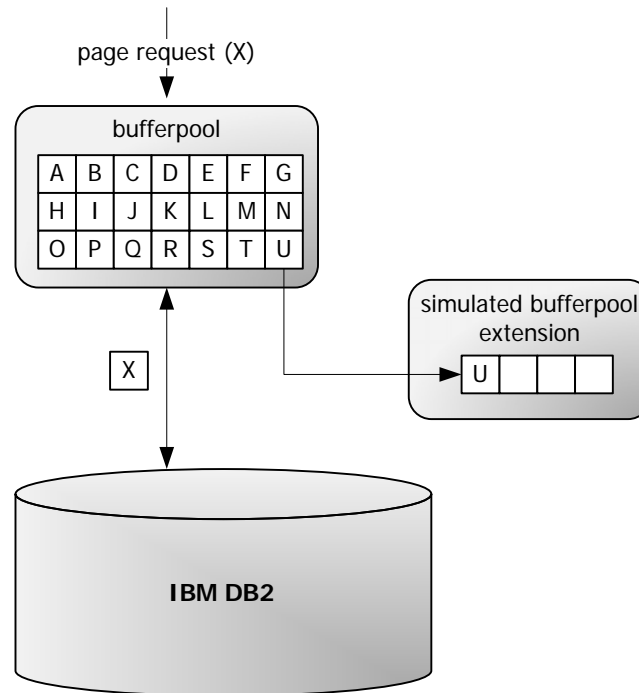 page request (X)
bufferpool
A B C D E F G
H I J K L M N
O P Q R S T U
simulated bufferpool
extension
U
X
IBM DB2